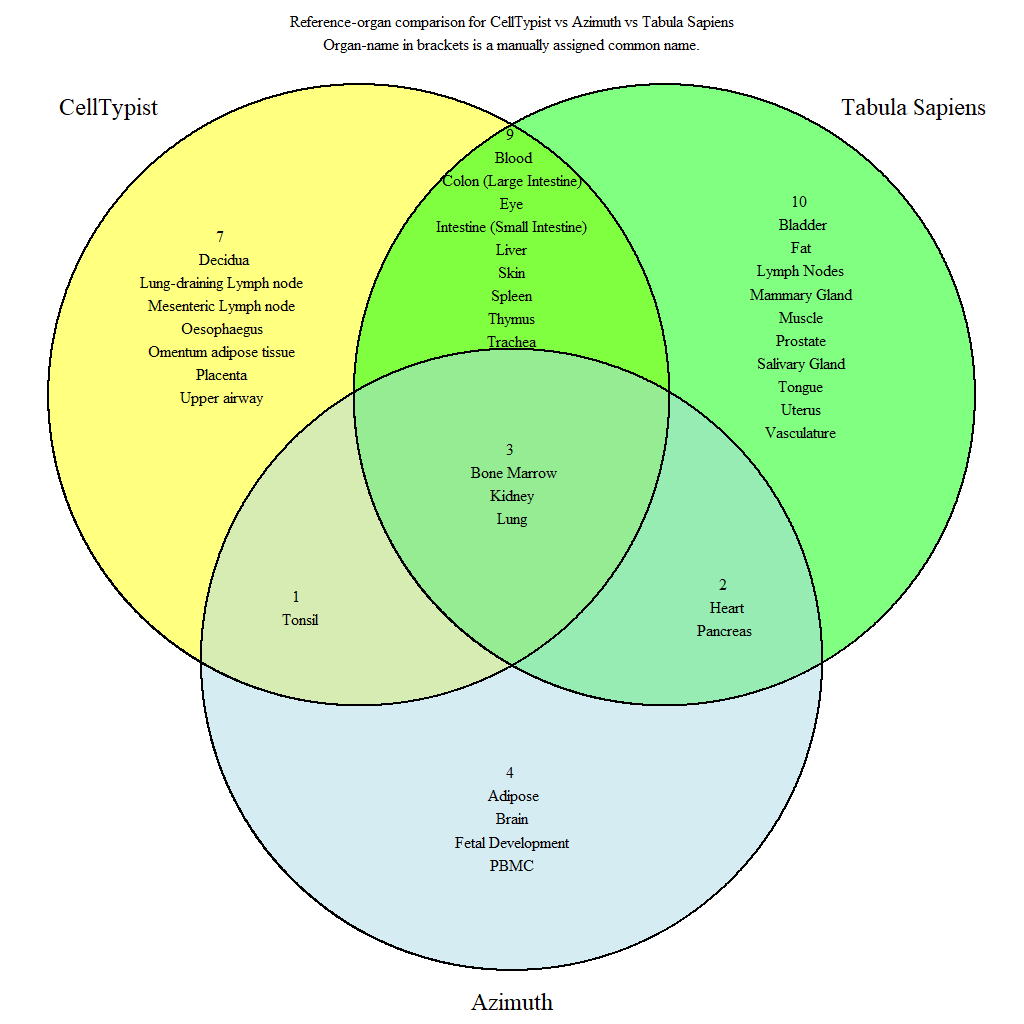 Reference-organ comparison for CellTypist vs Azimuth vs Tabula Sapiens
Organ-name in brackets is a manually assigned common name.
CellTypist
Tabula Sapiens
9
Blood
Colon (Large Intestine)
Eye
Intestine (Small Intestine)
Liver
Skin
Spleen
Thymus
Trachea
7
Decidua
Lung-draining Lymph node
Mesenteric Lymph node
Oesophaegus
Omentum adipose tissue
Placenta
Upper airway
10
Bladder
Fat
Lymph Nodes
Mammary Gland
Muscle
Prostate
Salivary Gland
Tongue
Uterus
Vasculature
3
Bone Marrow
Kidney
Lung
1
Tonsil
2
Heart
Pancreas
4
Adipose
Brain
Fetal Development
PBMC
Azimuth